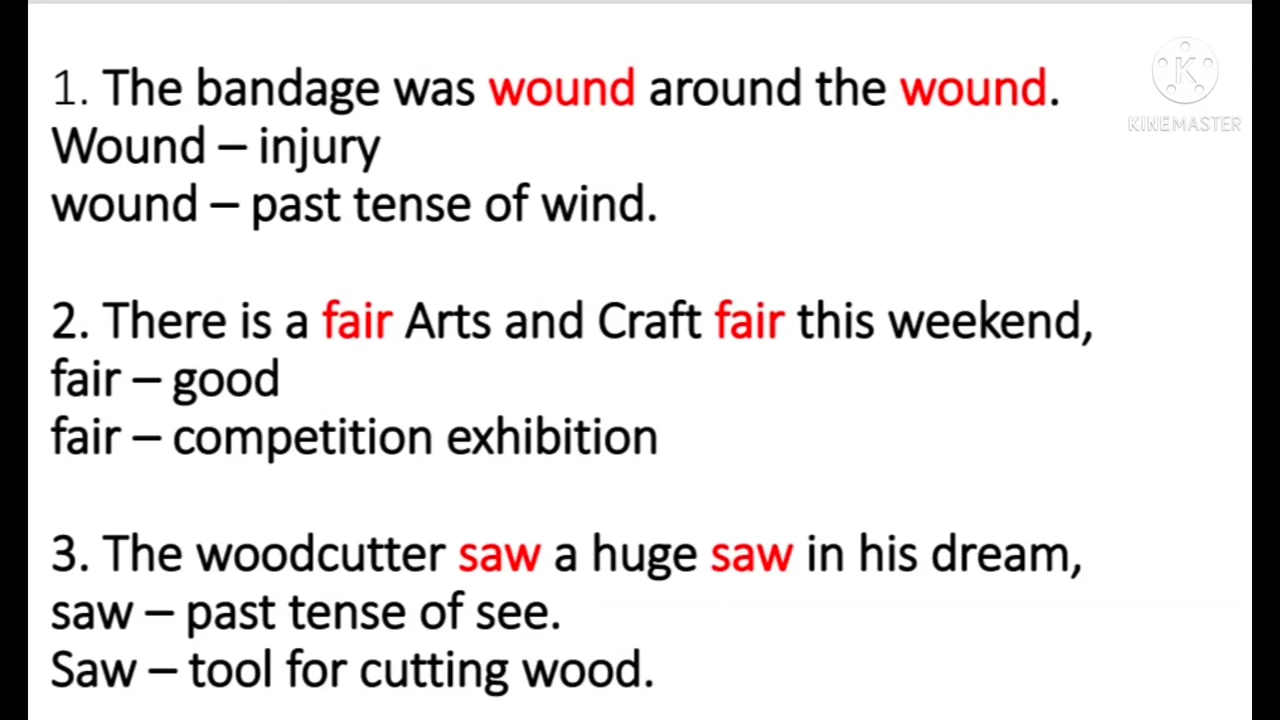 1. The bandage was wound around the wound.
Wound – injury
wound – past tense of wind.
2. There is a fair Arts and Craft fair this weekend,
fair – good
fair – competition exhibition
3. The woodcutter saw a huge saw in his dream,
saw – past tense of see.
Saw – tool for cutting wood.
K
KINEMASTER